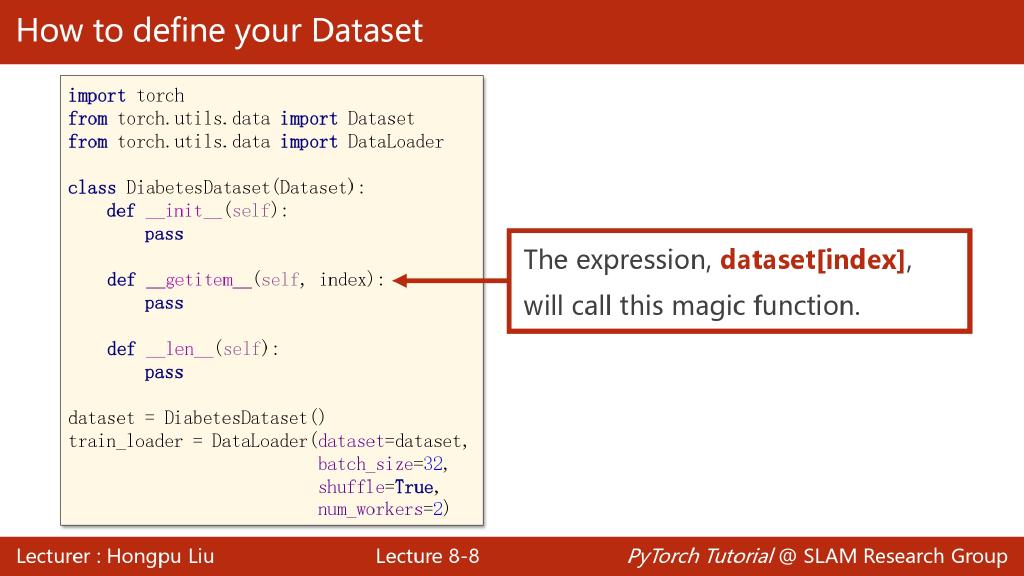 How to define your Dataset
import torch
from torch.utils.data import Dataset
from torch.utils.data import DataLoader
class DiabetesDataset(Dataset):
    def __init__(self):
        pass
    def __getitem__(self, index):
        pass
    def __len__(self):
        pass
dataset = DiabetesDataset()
train_loader = DataLoader(dataset=dataset,
                          batch_size=32,
                          shuffle=True,
                          num_workers=2)
The expression, dataset[index],
will call this magic function.
Lecturer : Hongpu Liu
Lecture 8-8
PyTorch Tutorial @ SLAM Research Group